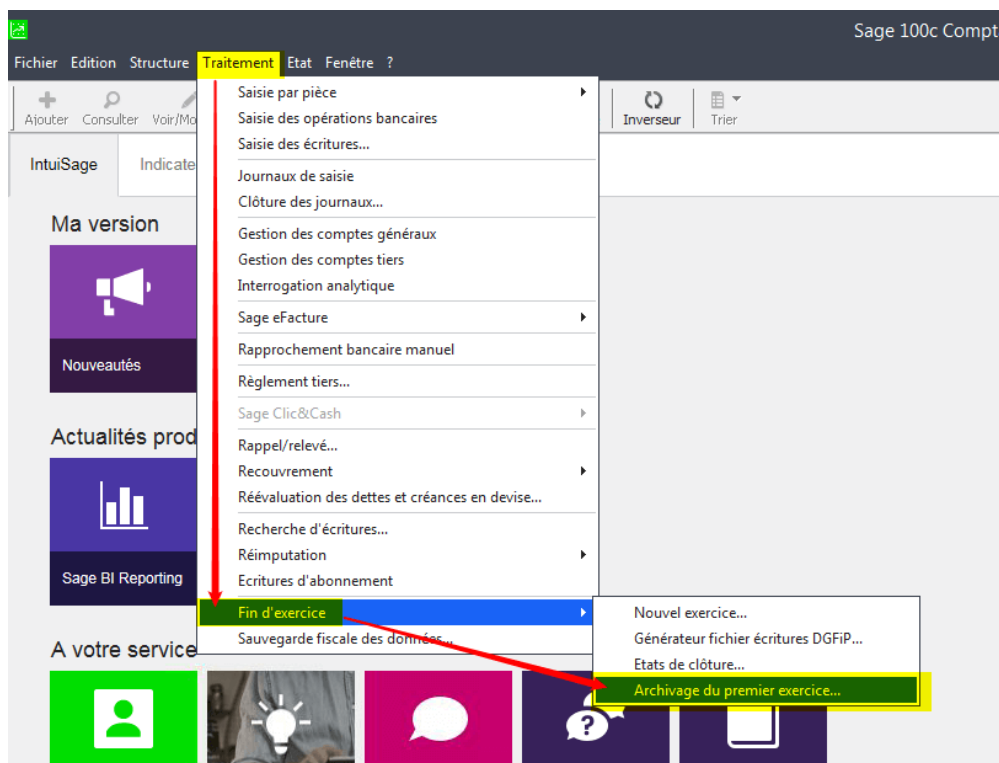 Sage 100c Compt
Fichier Edition Structure Traitement Etat Fenêtre ?
Ajouter Consulter Voir/Mo Inverseur Trier
IntuiSage Indicate
Ma version
Nouveautés
Actualités prod
Sage BI Reporting
A votre service
Saisie par pièce
Saisie des opérations bancaires
Saisie des écritures...
Journaux de saisie
Clôture des journaux...
Gestion des comptes généraux
Gestion des comptes tiers
Interrogation analytique
Sage eFacture
Rapprochement bancaire manuel
Règlement tiers...
Sage Clic&Cash
Rappel/relevé...
Recouvrement
Réévaluation des dettes et créances en devise...
Recherche d'écritures...
Réimputation
Ecritures d'abonnement
Fin d'exercice
Sauvegarde fiscale des données...
Nouvel exercice...
Générateur fichier écritures DGFiP...
Etats de clôture...
Archivage du premier exercice...
?